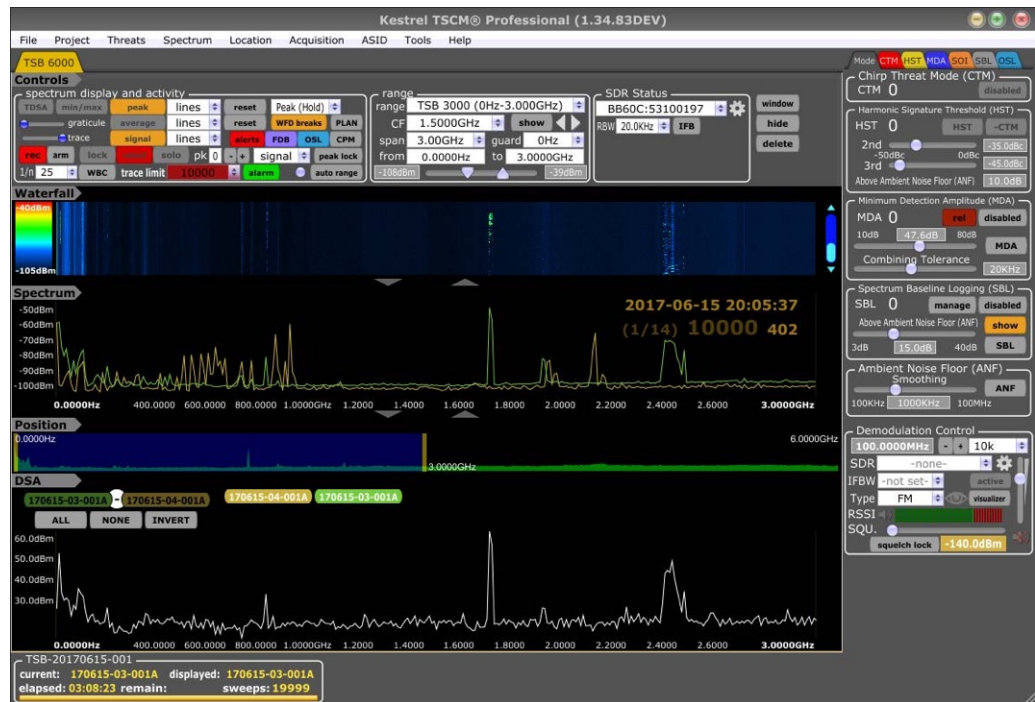 Kestrel TSCM® Professional (1.34.83DEV)
File Project Threats Spectrum Location Acquisition ASID Tools Help
TSB 6000
Mode CTM HST MDA SOI SBL OSL
Controls
spectrum display and activity
TDSA min/max peak lines reset Peak (Hold)
graticule average lines reset WFD breaks PLAN
trace signal lines alerts FDB OSL CPM
rec arm lock solo pk 0 - + signal peak lock
1/n 25 WBC trace limit 10000 alarm auto range
range
range TSB 3000 (0Hz-3.000GHz)
CF 1.5000GHz show
span 3.00GHz guard 0Hz
from 0.0000Hz to 3.0000GHz
-108dBm -39dBm
SDR Status
BB60C:53100197
RBW 20.0KHz IFB
window
hide
delete
Chirp Threat Mode (CTM)
CTM 0 disabled
Harmonic Signature Threshold (HST)
HST 0 HST -CTM
2nd -35.0dBc
-50dBc 0dBc
3rd -45.0dBc
Above Ambient Noise Floor (ANF) 10.0dB
Minimum Detection Amplitude (MDA)
MDA 0 rel disabled
10dB 47.6dB 80dB
MDA
Combining Tolerance
20KHz
Spectrum Baseline Logging (SBL)
SBL 0 manage disabled
Above Ambient Noise Floor (ANF) show
3dB 15.0dB 40dB SBL
Ambient Noise Floor (ANF)
Smoothing
ANF
100KHz 1000KHz 100MHz
Demodulation Control
100.0000MHz - + 10k
SDR -none-
IFBW -not set- active
Type FM visualizer
RSSI
SQU.
squelch lock -140.0dBm
Waterfall
-40dBm
-105dBm
Spectrum
2017-06-15 20:05:37
(1/14) 10000 402
-50dBm
-60dBm
-70dBm
-80dBm
-90dBm
-100dBm
0.0000Hz 400.0000 600.0000 800.0000 1.0000GHz 1.2000 1.4000 1.6000 1.8000 2.0000 2.2000 2.4000 2.6000 3.0000GHz
Position
0.0000Hz 6.0000GHz
3.0000GHz
DSA
170615-03-001A - 170615-04-001A 170615-04-001A 170615-03-001A
ALL NONE INVERT
60.0dBm
50.0dBm
40.0dBm
30.0dBm
0.0000Hz 400.0000 600.0000 800.0000 1.0000GHz 1.2000 1.4000 1.6000 1.8000 2.0000 2.2000 2.4000 2.6000 3.0000GHz
TSB-20170615-001
current: 170615-03-001A displayed: 170615-03-001A
elapsed: 03:08:23 remain: sweeps: 19999